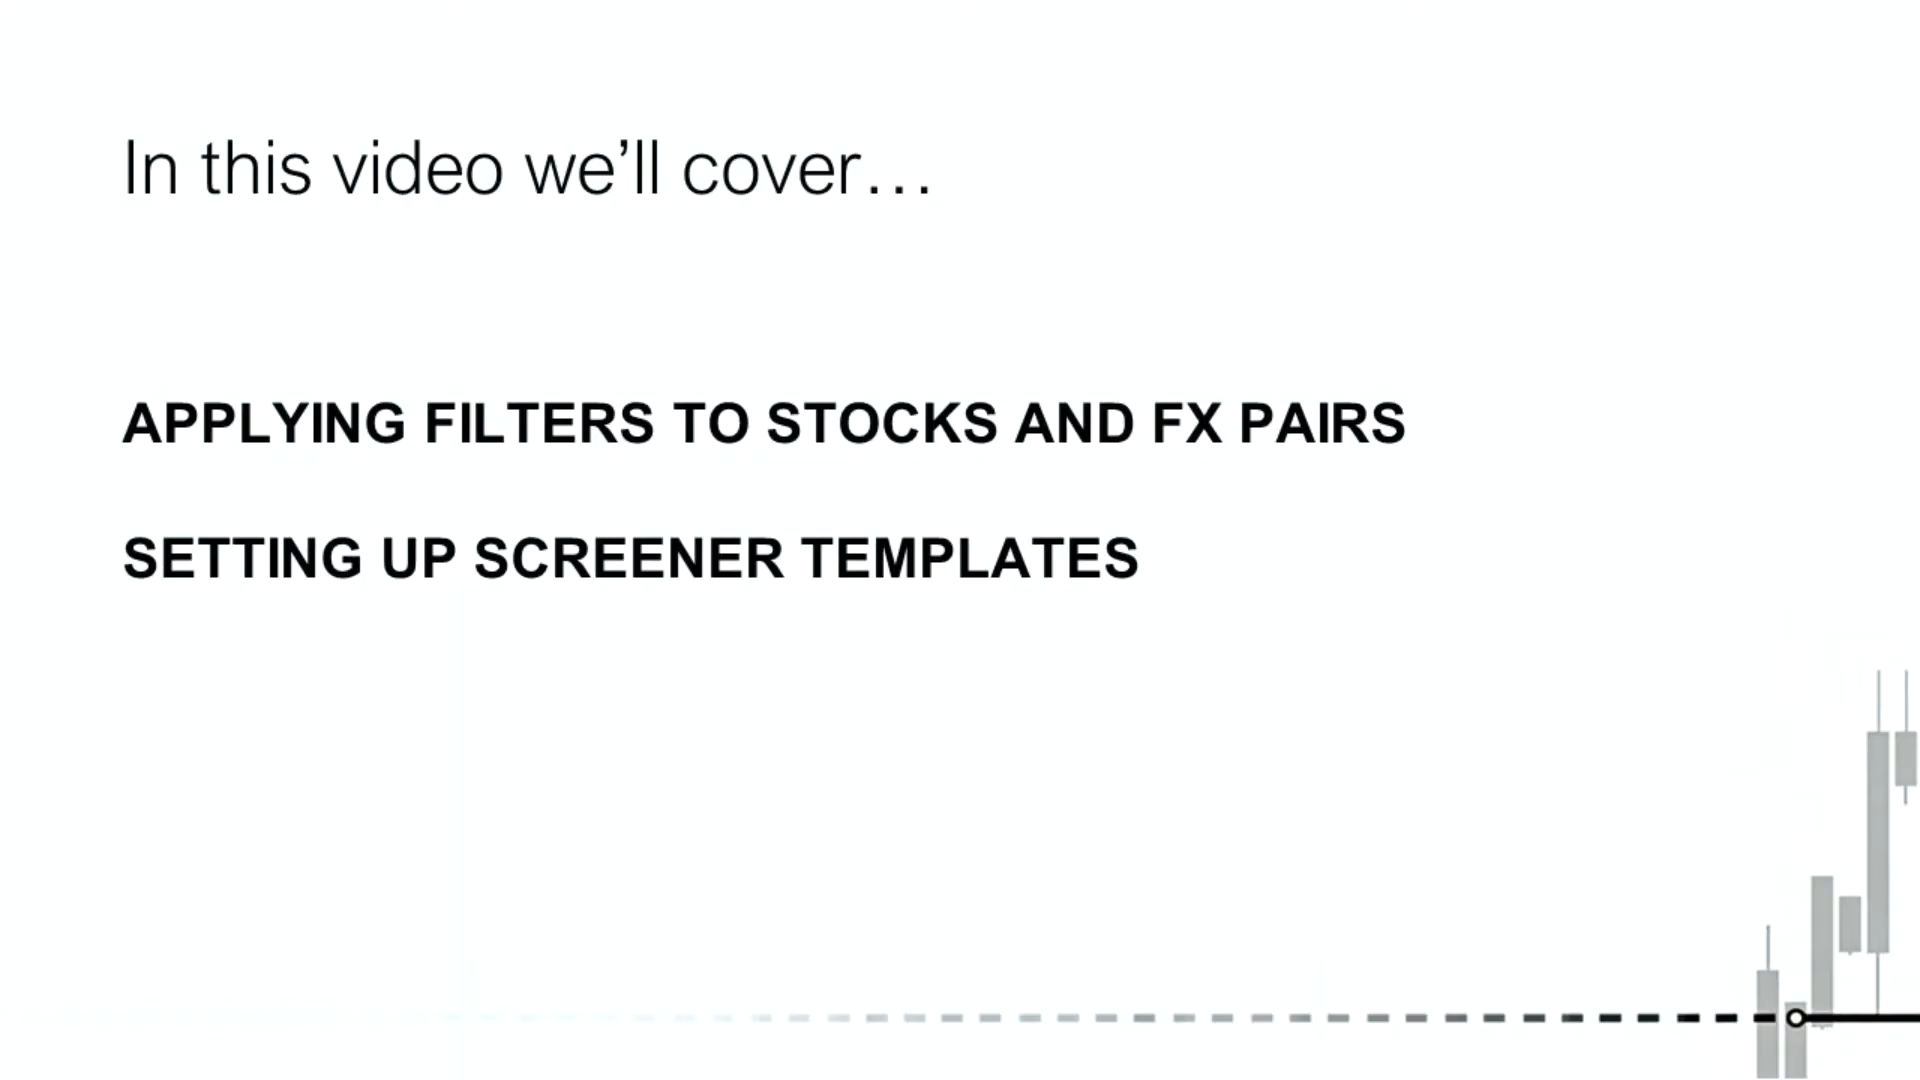 In this video we’ll cover…
APPLYING FILTERS TO STOCKS AND FX PAIRS
SETTING UP SCREENER TEMPLATES